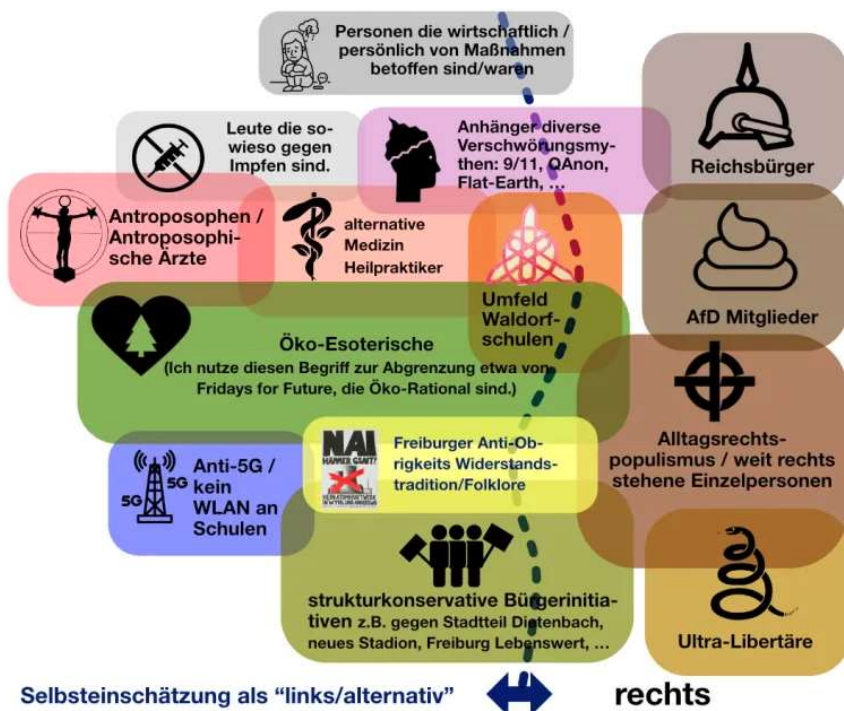 Personen die wirtschaftlich /
persönlich von Maßnahmen
betoffen sind/waren
Reichsbürger
Leute die so-
wieso gegen
Impfen sind.
Anhänger diverse
Verschwörungsmy-
then: 9/11, QAnon,
Flat-Earth, ...
Antroposophen /
Antroposophi-
sche Ärzte
alternative
Medizin
Heilpraktiker
Umfeld
Waldorf-
schulen
AfD Mitglieder
Öko-Esoterische
(Ich nutze diesen Begriff zur Abgrenzung etwa von
Fridays for Future, die Öko-Rational sind.)
Alltagsrechts-
populismus / weit rechts
stehene Einzelpersonen
5G
5G
Anti-5G /
kein
WLAN an
Schulen
NAI
HÄMMER GSAIT!
Freiburger Anti-Ob-
rigkeits Widerstands-
tradition/Folklore
strukturkonservative Bürgerinitia-
tiven z.B. gegen Stadtteil Dietenbach,
neues Stadion, Freiburg Lebenswert, ...
Ultra-Libertäre
Selbsteinschätzung als "links/alternativ"
rechts